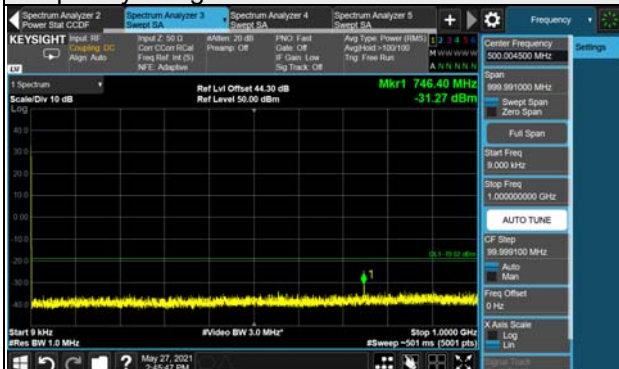 Spectrum Analyzer 2
Power Stat CCDF
Spectrum Analyzer 3
Swept SA
Spectrum Analyzer 4
Swept SA
Spectrum Analyzer 5
Swept SA
+
Frequency
KEYSIGHT
Input: RF
Coupling: DC
Align: Auto
Input Z: 50 Ω
Corr CCorr RCal
Freq Ref: Int (S)
NFE: Adaptive
#Atten: 20 dB
Preamp: Off
PNO: Fast
Gate: Off
IF Gain: Low
Sig Track: Off
Avg Type: Power (RMS)
Avg|Hold:>100/100
Trig: Free Run
1 2 3 4 5 6
M W W W W W
A N N N N N
LXI
1 Spectrum
Scale/Div 10 dB
Log
Ref Lvl Offset 44.30 dB
Ref Level 50.00 dBm
Mkr1 746.40 MHz
-31.27 dBm
40.0
30.0
20.0
10.0
0.00
-10.0
-20.0
-30.0
-40.0
DL1 -19.02 dBm
1
Start 9 kHz
#Res BW 1.0 MHz
#Video BW 3.0 MHz*
Stop 1.0000 GHz
#Sweep ~501 ms (5001 pts)
May 27, 2021
2:45:47 PM
Center Frequency
500.004500 MHz
Settings
Span
999.991000 MHz
Swept Span
Zero Span
Full Span
Start Freq
9.000 kHz
Stop Freq
1.000000000 GHz
AUTO TUNE
CF Step
99.999100 MHz
Auto
Man
Freq Offset
0 Hz
X Axis Scale
Log
Lin
Signal Track